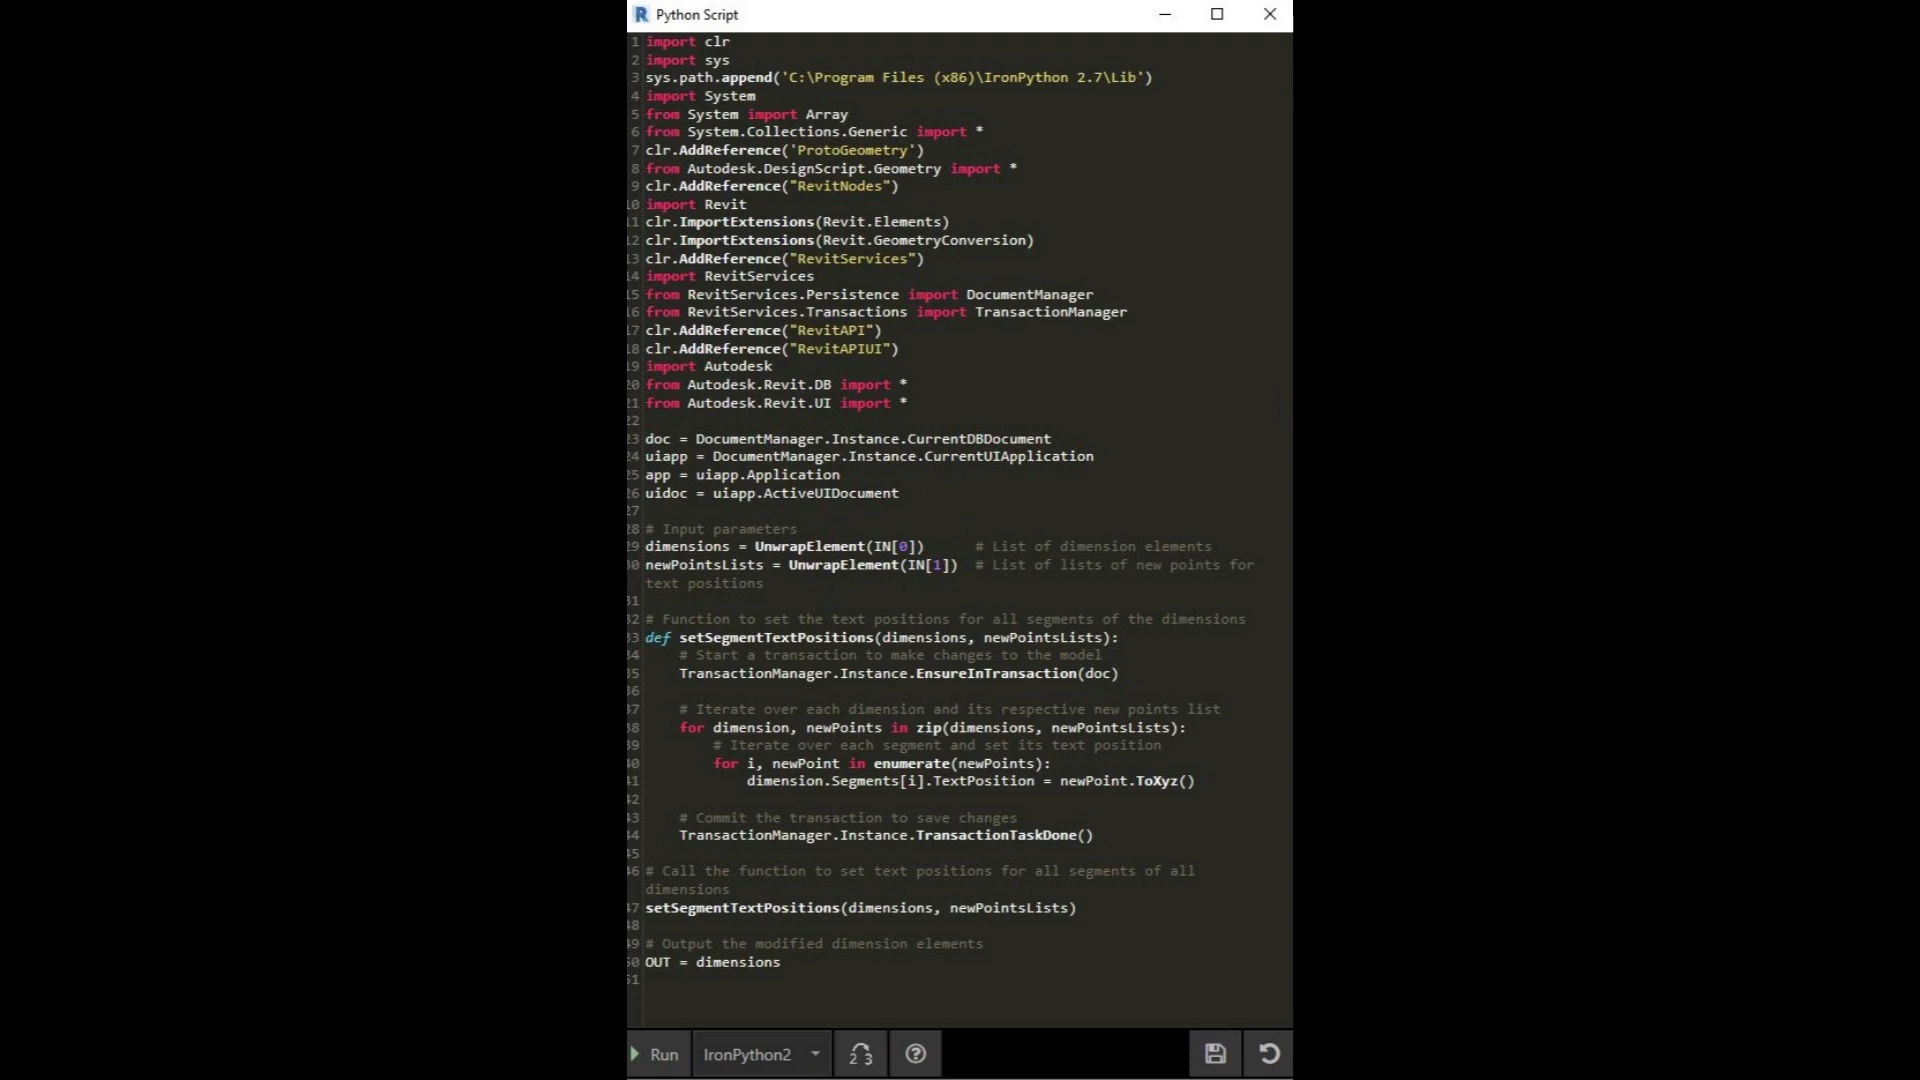 Python Script
1 import clr
2 import sys
3 sys.path.append('C:\Program Files (x86)\IronPython 2.7\Lib')
4 import System
5 from System import Array
6 from System.Collections.Generic import *
7 clr.AddReference('ProtoGeometry')
8 from Autodesk.DesignScript.Geometry import *
9 clr.AddReference("RevitNodes")
10 import Revit
11 clr.ImportExtensions(Revit.Elements)
12 clr.ImportExtensions(Revit.GeometryConversion)
13 clr.AddReference("RevitServices")
14 import RevitServices
15 from RevitServices.Persistence import DocumentManager
16 from RevitServices.Transactions import TransactionManager
17 clr.AddReference("RevitAPI")
18 clr.AddReference("RevitAPIUI")
19 import Autodesk
20 from Autodesk.Revit.DB import *
21 from Autodesk.Revit.UI import *
22
23 doc = DocumentManager.Instance.CurrentDBDocument
24 uiapp = DocumentManager.Instance.CurrentUIApplication
25 app = uiapp.Application
26 uidoc = uiapp.ActiveUIDocument
27
28 # Input parameters
29 dimensions = UnwrapElement(IN[0])      # List of dimension elements
30 newPointsLists = UnwrapElement(IN[1])  # List of lists of new points for
text positions
31
32 # Function to set the text positions for all segments of the dimensions
33 def setSegmentTextPositions(dimensions, newPointsLists):
34     # Start a transaction to make changes to the model
35     TransactionManager.Instance.EnsureInTransaction(doc)
36
37     # Iterate over each dimension and its respective new points list
38     for dimension, newPoints in zip(dimensions, newPointsLists):
39         # Iterate over each segment and set its text position
40         for i, newPoint in enumerate(newPoints):
41             dimension.Segments[i].TextPosition = newPoint.ToXyz()
42
43     # Commit the transaction to save changes
44     TransactionManager.Instance.TransactionTaskDone()
45
46 # Call the function to set text positions for all segments of all
dimensions
47 setSegmentTextPositions(dimensions, newPointsLists)
48
49 # Output the modified dimension elements
50 OUT = dimensions
51
Run IronPython2 2 3 ?